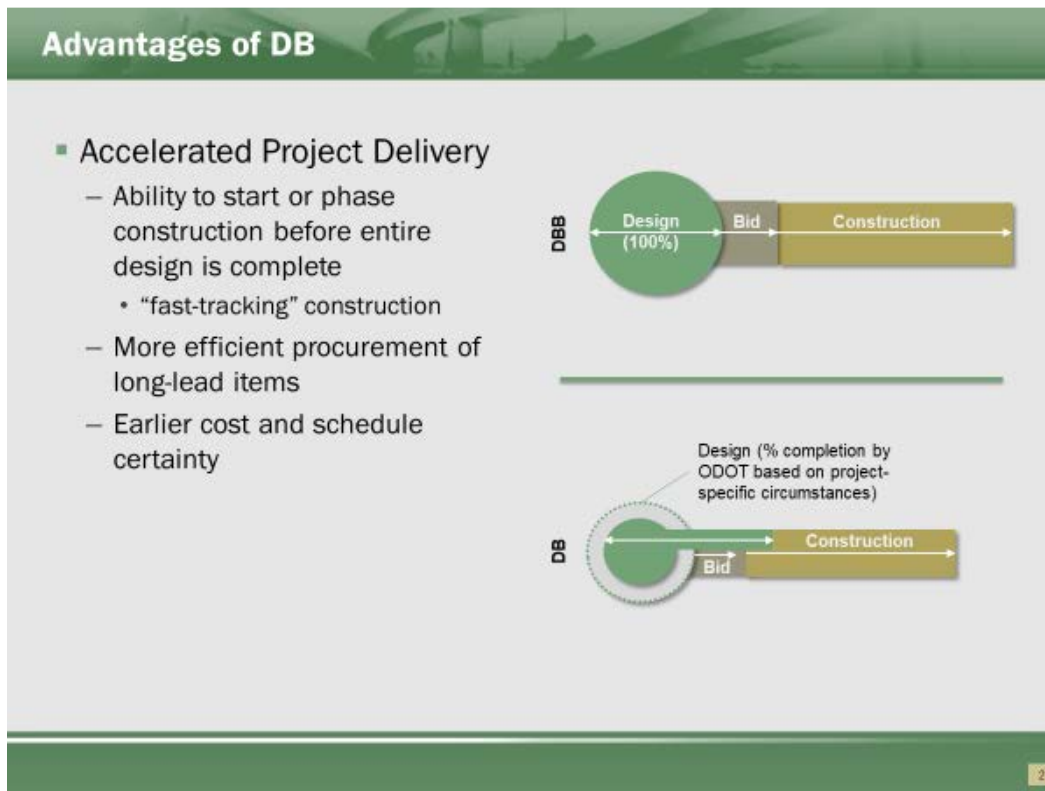 Advantages of DB
▪ Accelerated Project Delivery
– Ability to start or phase
construction before entire
design is complete
• “fast-tracking” construction
– More efficient procurement of
long-lead items
– Earlier cost and schedule
certainty
DBB
Design
(100%)
Bid
Construction
Design (% completion by
ODOT based on project-
specific circumstances)
DB
Construction
Bid
2